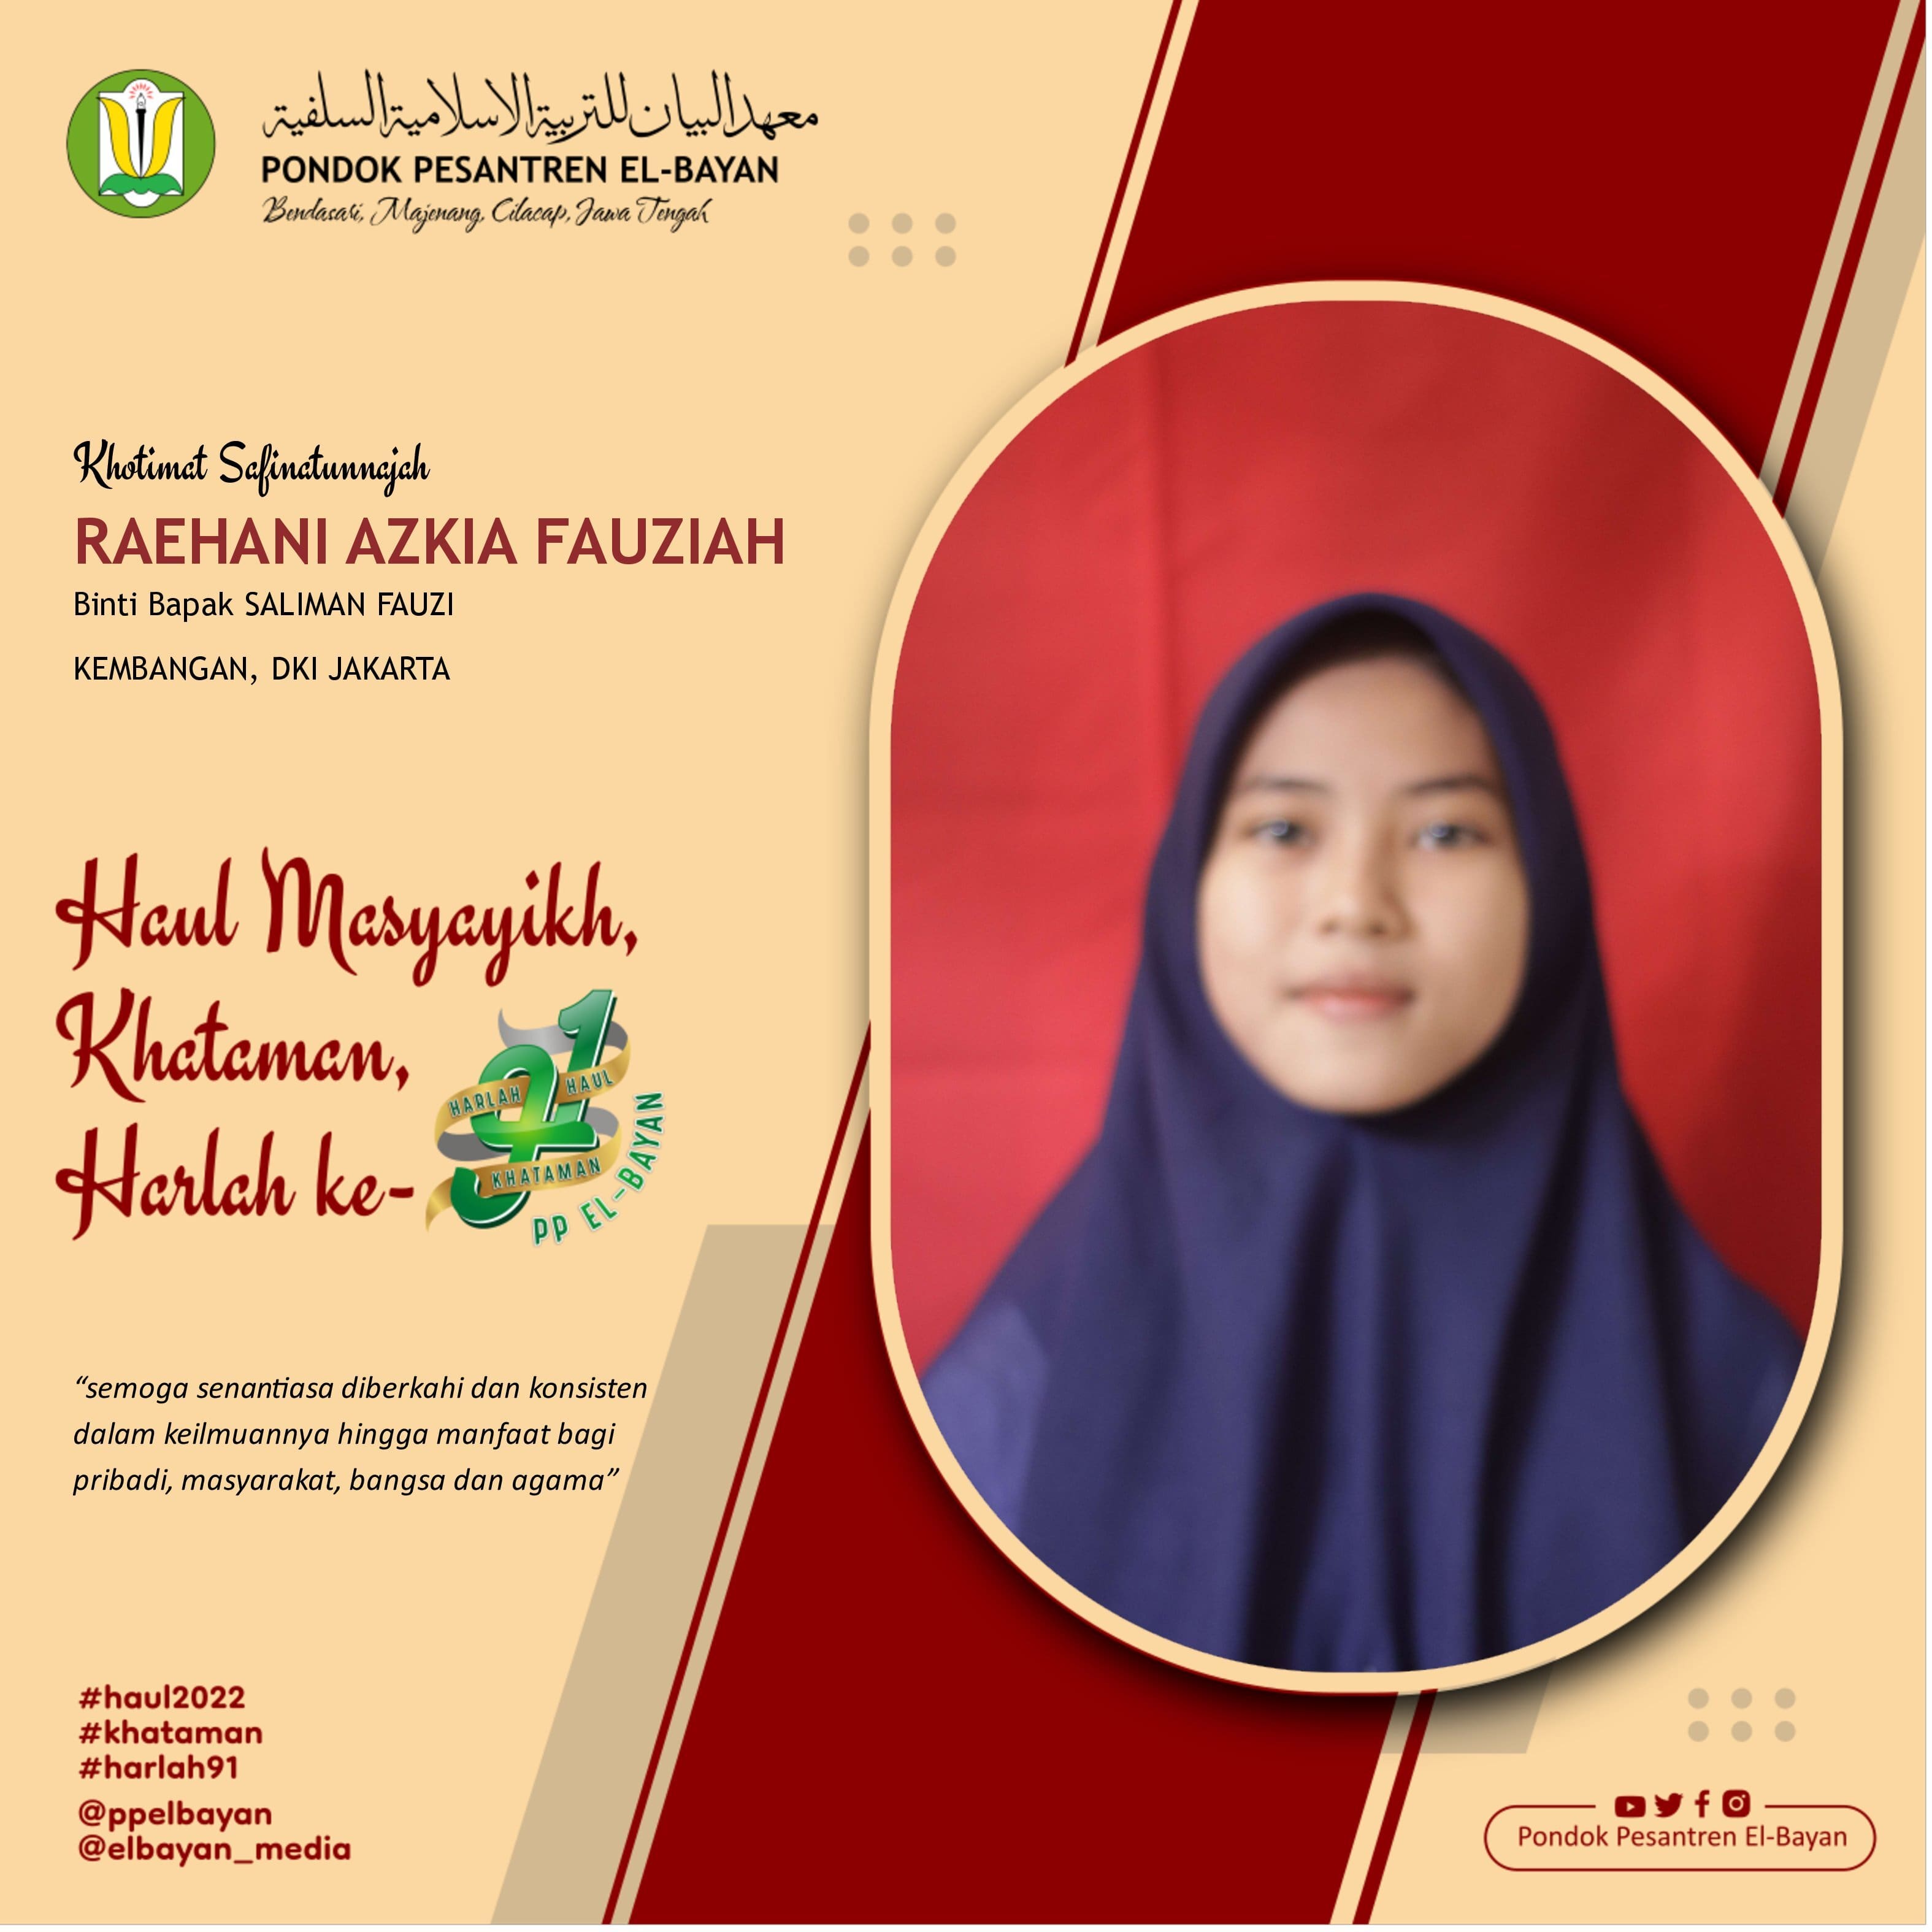 معهد البيان للتربية الاسلامية السلفية
PONDOK PESANTREN EL-BAYAN
Bendasari, Majenang, Cilacap, Jawa Tengah
Khotimat Safinatunnajah
RAEHANI AZKIA FAUZIAH
Binti Bapak SALIMAN FAUZI
KEMBANGAN, DKI JAKARTA
Haul Masyayikh,
Khataman,
Harlah ke-
91
HARLAH HAUL
KHATAMAN
PP EL-BAYAN
“semoga senantiasa diberkahi dan konsisten
dalam keilmuannya hingga manfaat bagi
pribadi, masyarakat, bangsa dan agama”
#haul2022
#khataman
#harlah91
@ppelbayan
@elbayan_media
Pondok Pesantren El-Bayan